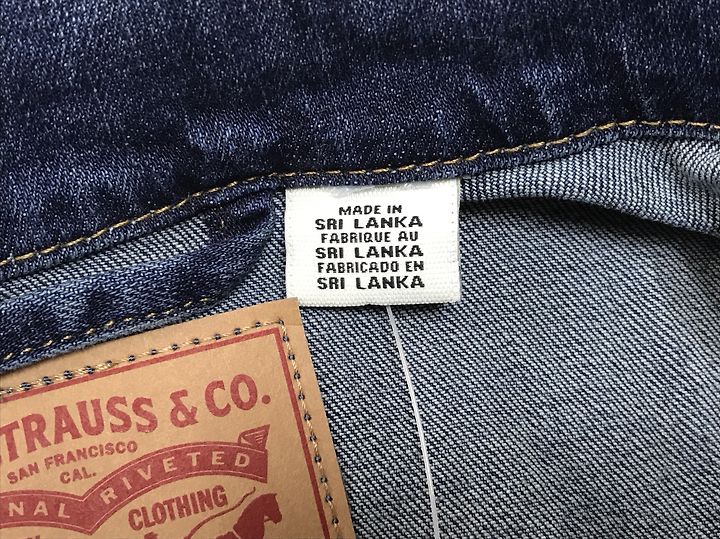 MADE IN
SRI LANKA
FABRIQUE AU
SRI LANKA
FABRICADO EN
SRI LANKA
STRAUSS & CO.
SAN FRANCISCO
CAL.
NAL RIVETED
CLOTHING